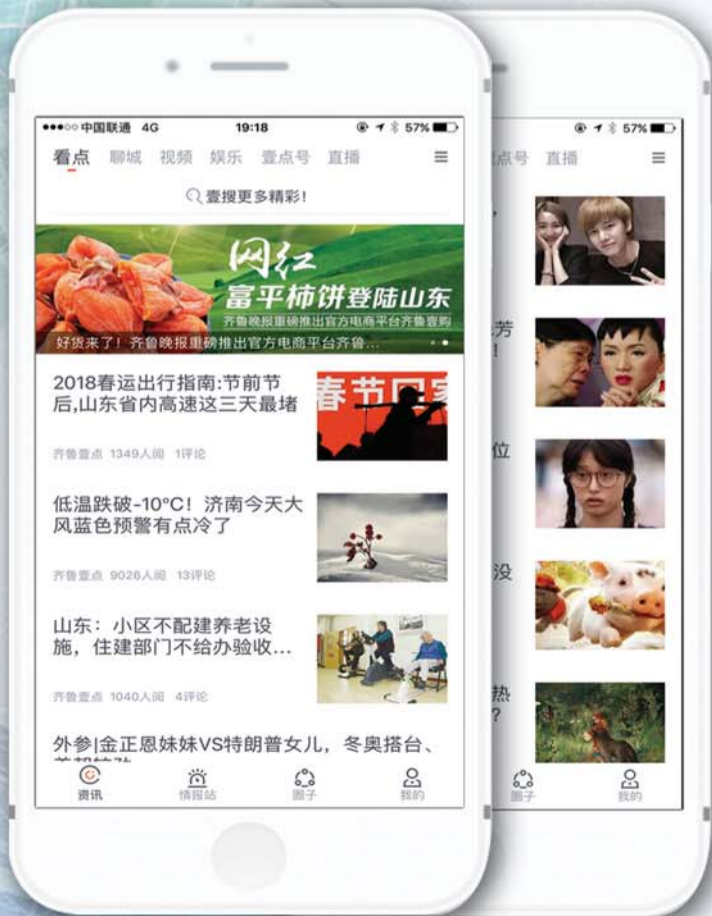 中国联通 4G 19:18 57%
看点 聊城 视频 娱乐 壹点号 直播
壹搜更多精彩!
网红
富平柿饼登陆山东
齐鲁晚报重磅推出官方电商平台齐鲁壹购
好货来了! 齐鲁晚报重磅推出官方电商平台齐鲁...
2018春运出行指南:节前节
后,山东省内高速这三天最堵
春节回家
齐鲁壹点 1349人阅 1评论
低温跌破-10°C! 济南今天大
风蓝色预警有点冷了
齐鲁壹点 9026人阅 13评论
山东: 小区不配建养老设
施, 住建部门不给办验收...
齐鲁壹点 1040人阅 4评论
外参|金正恩妹妹VS特朗普女儿, 冬奥搭台、
资讯 情报站 圈子 我的
57%
点号 直播
芳
!
位
没
热
?
圈子 我的